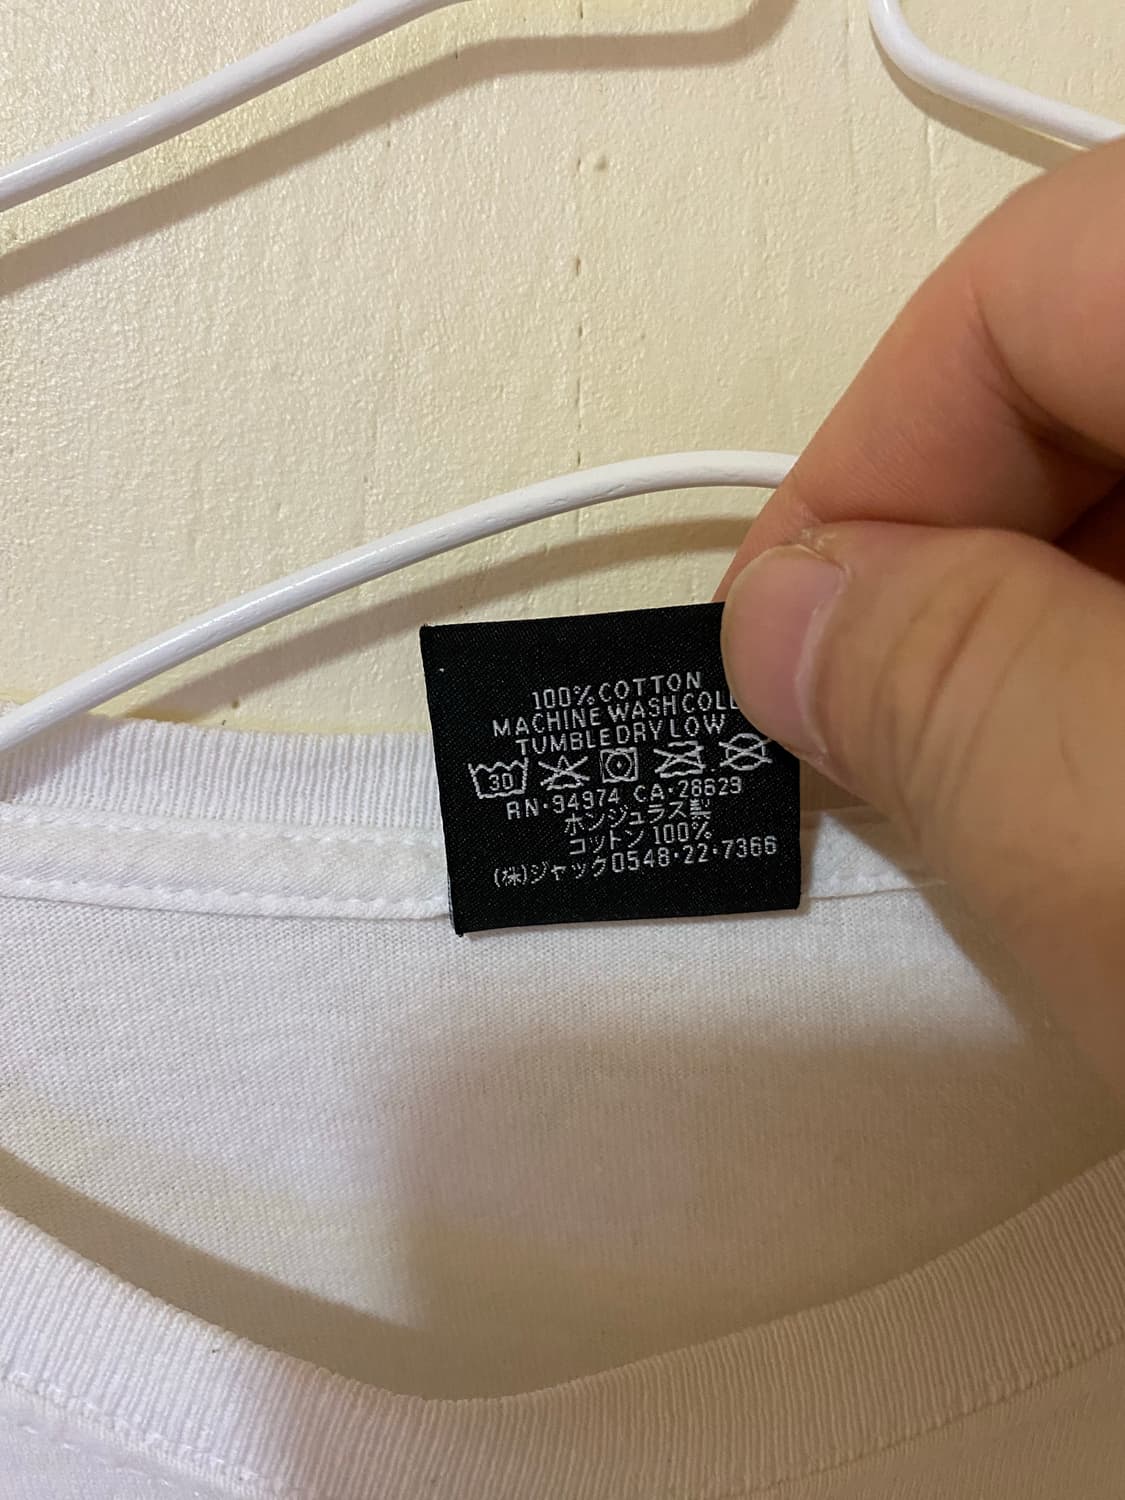 100% COTTON
MACHINE WASH COLD
TUMBLE DRY LOW
30
RN·94974 CA·28629
ホンジュラス製
コットン 100%
(株)ジャック0548·22·7366